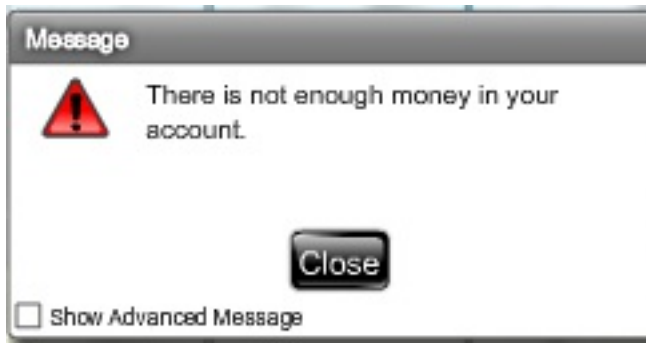 Message
There is not enough money in your
account.
Close
Show Advanced Message